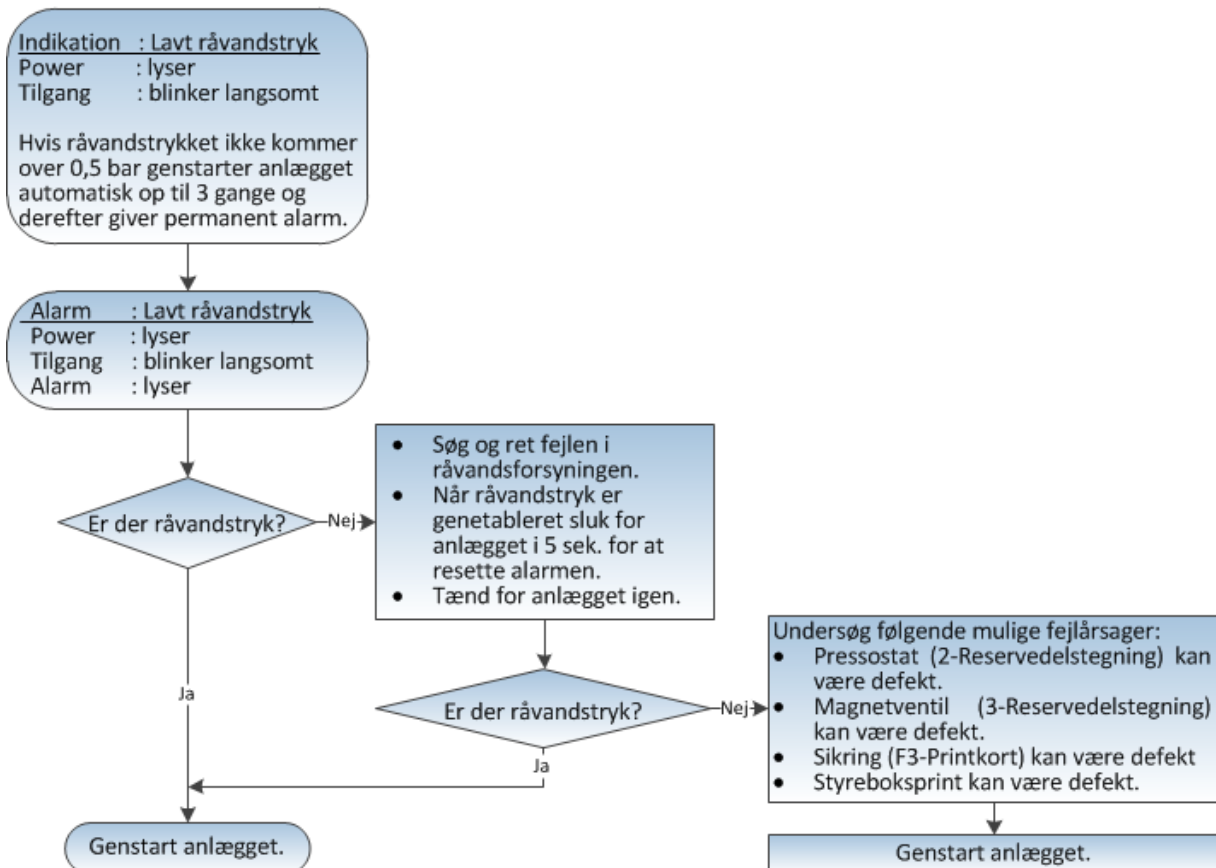 Indikation : Lavt råvandstryk
Power : lyser
Tilgang : blinker langsomt
Hvis råvandstrykket ikke kommer
over 0,5 bar genstarter anlægget
automatisk op til 3 gange og
derefter giver permanent alarm.
Alarm : Lavt råvandstryk
Power : lyser
Tilgang : blinker langsomt
Alarm : lyser
Er der råvandstryk?
Nej
• Søg og ret fejlen i
råvandsforsyningen.
• Når råvandstryk er
genetableret sluk for
anlægget i 5 sek. for at
resette alarmen.
• Tænd for anlægget igen.
Ja
Er der råvandstryk?
Nej
Undersøg følgende mulige fejlårsager:
• Pressostat (2-Reservedelstegning) kan
være defekt.
• Magnetventil (3-Reservedelstegning)
kan være defekt.
• Sikring (F3-Printkort) kan være defekt
• Styreboksprint kan være defekt.
Ja
Genstart anlægget.
Genstart anlægget.